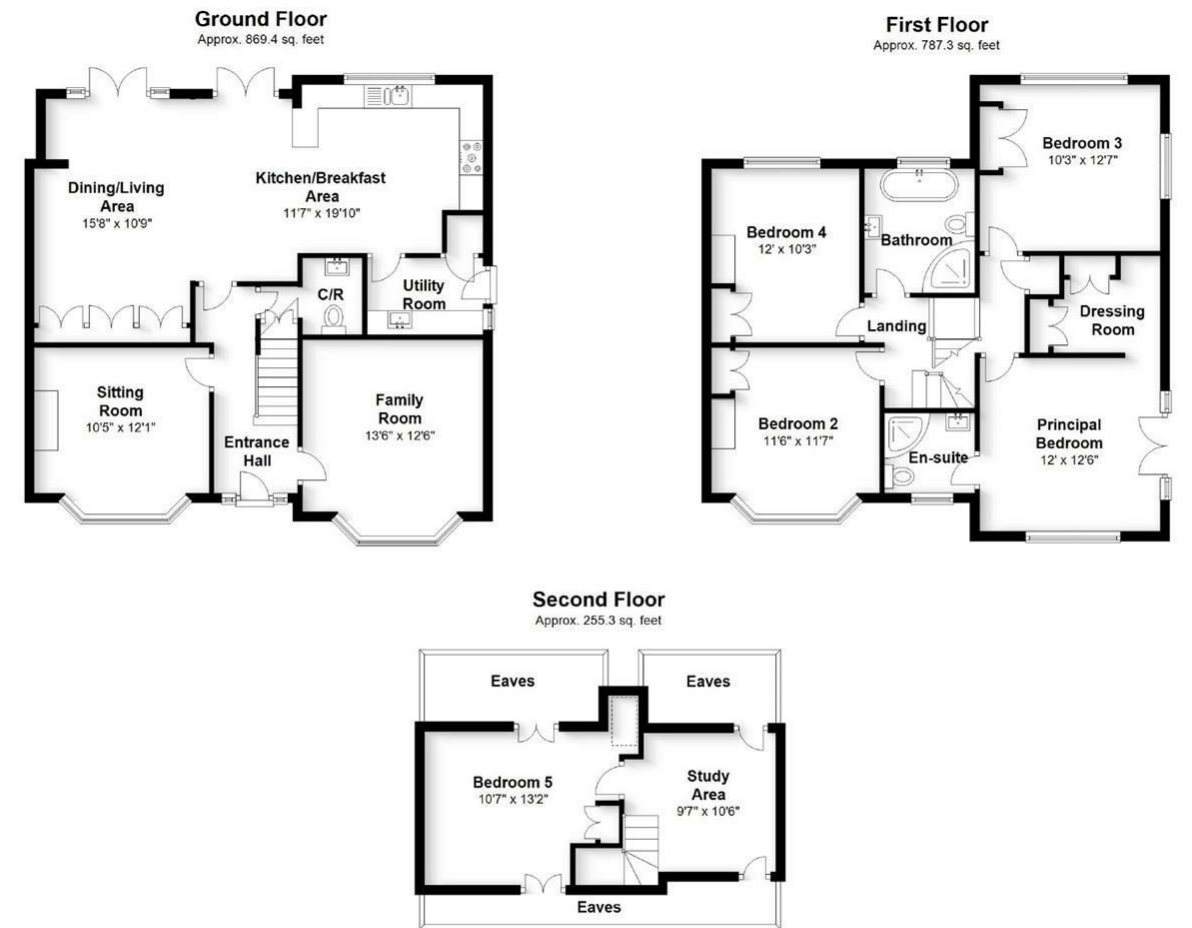 Ground Floor
Approx. 869.4 sq. feet
Dining/Living
Area
15'8" x 10'9"
Kitchen/Breakfast
Area
11'7" x 19'10"
C/R
Utility
Room
Sitting
Room
10'5" x 12'1"
Entrance
Hall
Family
Room
13'6" x 12'6"
First Floor
Approx. 787.3 sq. feet
Bedroom 3
10'3" x 12'7"
Bedroom 4
12' x 10'3"
Bathroom
Landing
Dressing
Room
Bedroom 2
11'6" x 11'7"
En-suite
Principal
Bedroom
12' x 12'6"
Second Floor
Approx. 255.3 sq. feet
Eaves
Eaves
Bedroom 5
10'7" x 13'2"
Study
Area
9'7" x 10'6"
Eaves